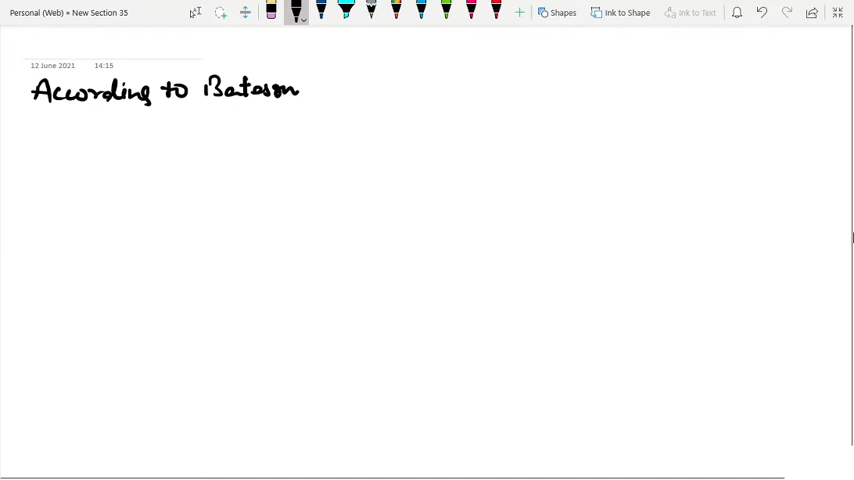 Personal (Web) » New Section 35
Shapes
Ink to Shape
Ink to Text
12 June 2021 14:15
According to Bateson